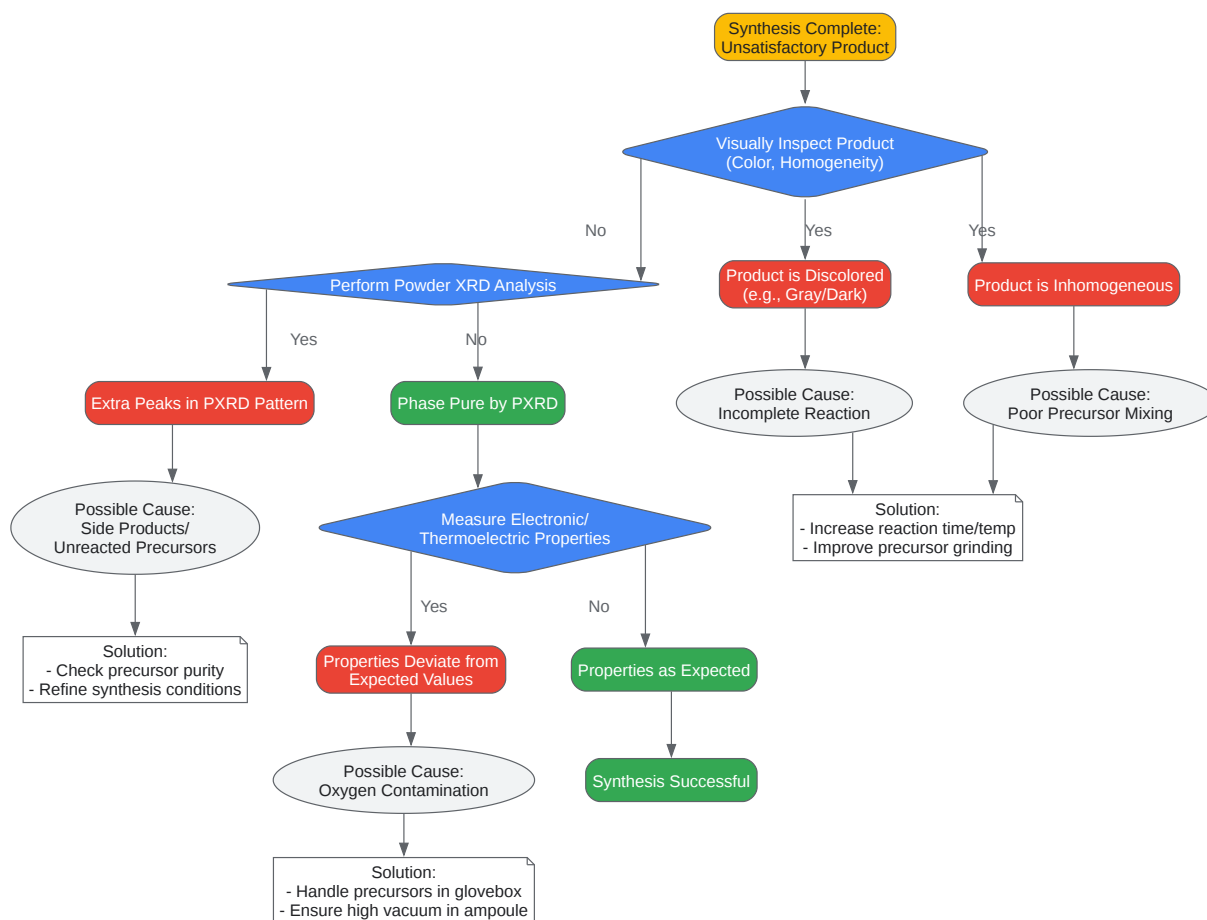 Synthesis Complete:
Unsatisfactory Product
Visually Inspect Product
(Color, Homogeneity)
No
Yes
Yes
Perform Powder XRD Analysis
Product is Discolored
(e.g., Gray/Dark)
Product is Inhomogeneous
Yes
No
Extra Peaks in PXRD Pattern
Phase Pure by PXRD
Possible Cause:
Incomplete Reaction
Possible Cause:
Poor Precursor Mixing
Possible Cause:
Side Products/
Unreacted Precursors
Measure Electronic/
Thermoelectric Properties
Solution:
- Increase reaction time/temp
- Improve precursor grinding
Yes
No
Solution:
- Check precursor purity
- Refine synthesis conditions
Properties Deviate from
Expected Values
Properties as Expected
Possible Cause:
Oxygen Contamination
Synthesis Successful
Solution:
- Handle precursors in glovebox
- Ensure high vacuum in ampoule